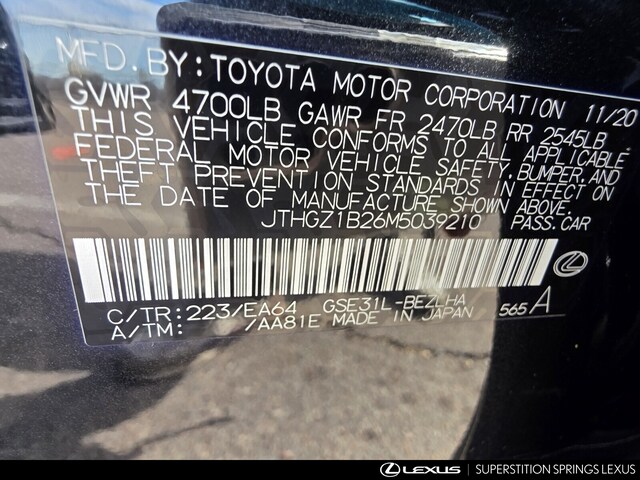 MFD. BY: TOYOTA MOTOR CORPORATION 11/20
GVWR 4700LB GAWR FR 2470LB RR 2545LB
THIS VEHICLE CONFORMS TO ALL APPLICABLE
FEDERAL MOTOR VEHICLE SAFETY, BUMPER, AND
THEFT PREVENTION STANDARDS IN EFFECT ON
THE DATE OF MANUFACTURE SHOWN ABOVE.
JTHGZ1B26M5039210 PASS.CAR
C/TR: 223/EA64 GSE31L-BEZLHA
A/TM: /AA81E MADE IN JAPAN 565 A
LEXUS SUPERSTITION SPRINGS LEXUS